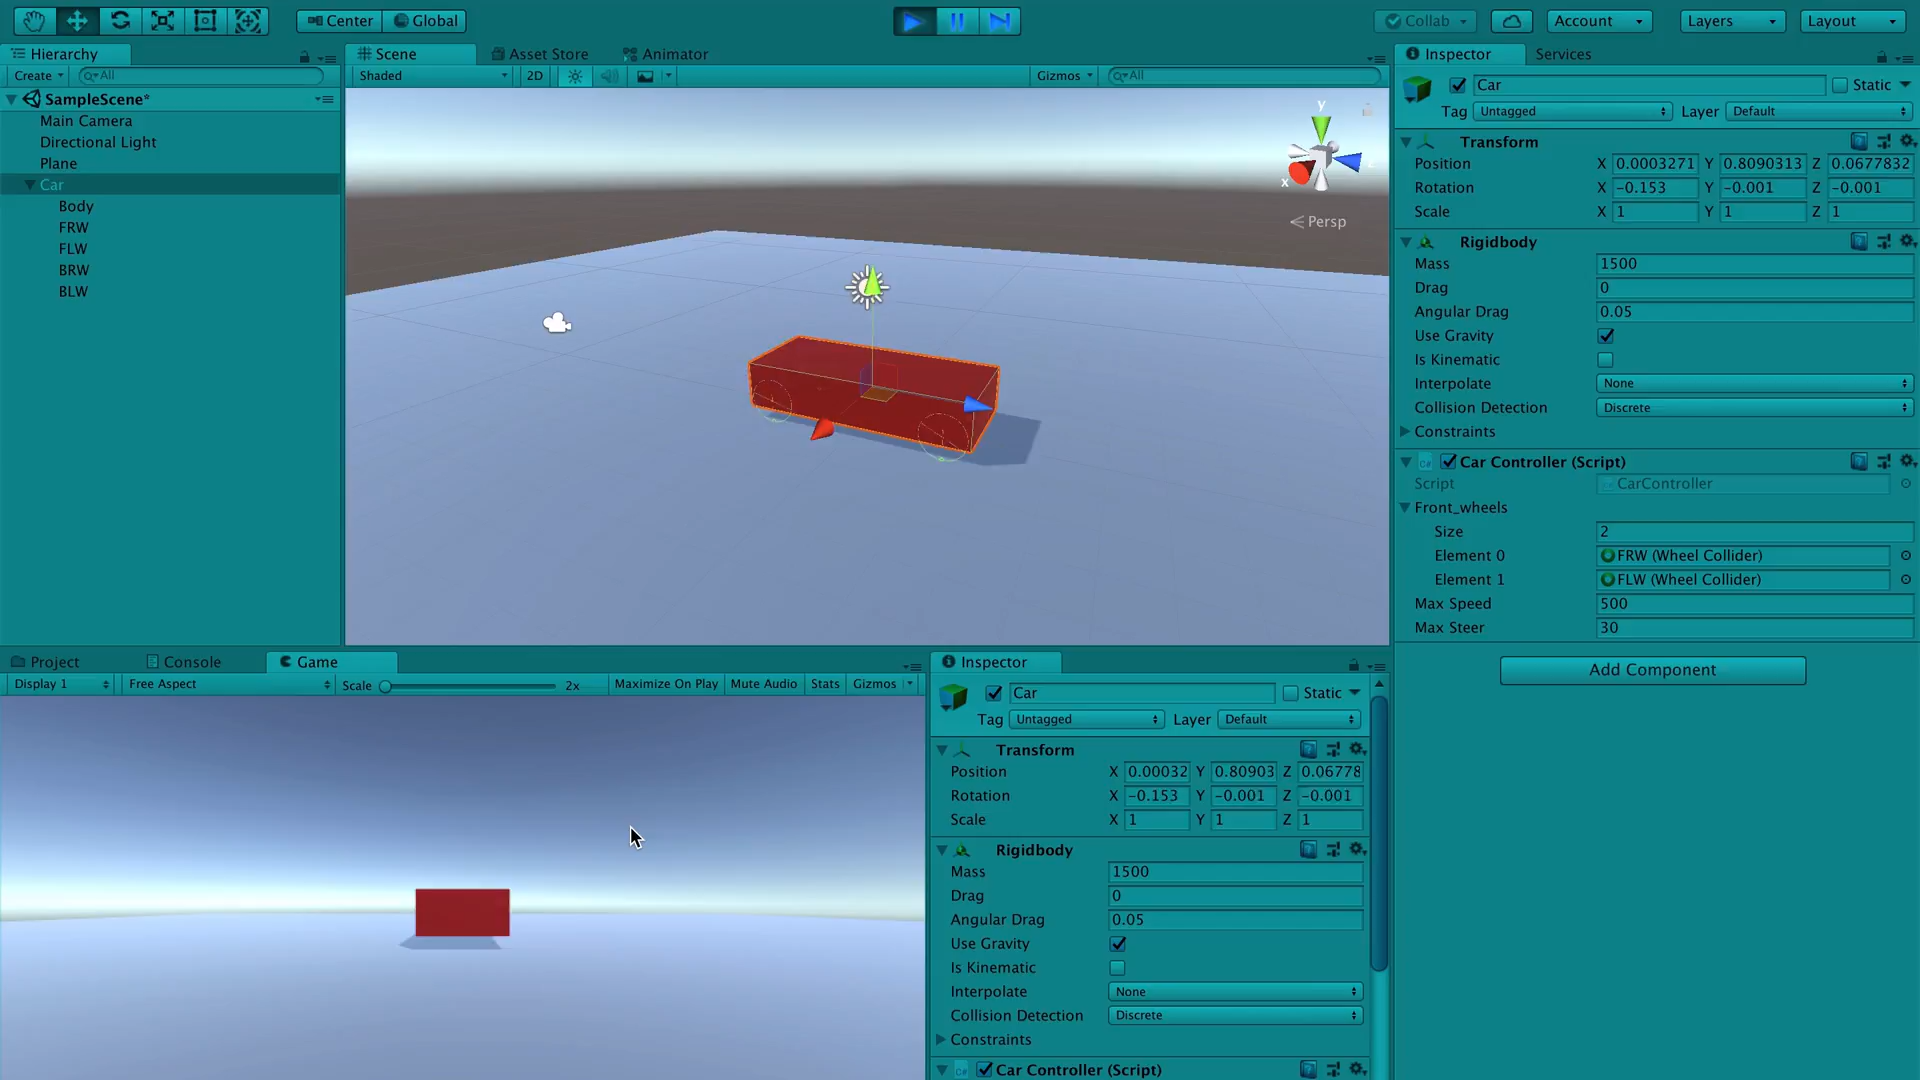 Center Global Collab Account Layers Layout
Hierarchy
Create All
SampleScene*
Main Camera
Directional Light
Plane
Car
Body
FRW
FLW
BRW
BLW
Scene Asset Store Animator
Shaded 2D Gizmos All
y
x
Persp
Inspector Services
Car Static
Tag Untagged Layer Default
Transform
Position X 0.0003271 Y 0.8090313 Z 0.0677832
Rotation X -0.153 Y -0.001 Z -0.001
Scale X 1 Y 1 Z 1
Rigidbody
Mass 1500
Drag 0
Angular Drag 0.05
Use Gravity
Is Kinematic
Interpolate None
Collision Detection Discrete
Constraints
Car Controller (Script)
Script CarController
Front_wheels
Size 2
Element 0 FRW (Wheel Collider)
Element 1 FLW (Wheel Collider)
Max Speed 500
Max Steer 30
Add Component
Project Console Game
Display 1 Free Aspect Scale 2x Maximize On Play Mute Audio Stats Gizmos
Inspector
Car Static
Tag Untagged Layer Default
Transform
Position X 0.00032 Y 0.80903 Z 0.06778
Rotation X -0.153 Y -0.001 Z -0.001
Scale X 1 Y 1 Z 1
Rigidbody
Mass 1500
Drag 0
Angular Drag 0.05
Use Gravity
Is Kinematic
Interpolate None
Collision Detection Discrete
Constraints
Car Controller (Script)